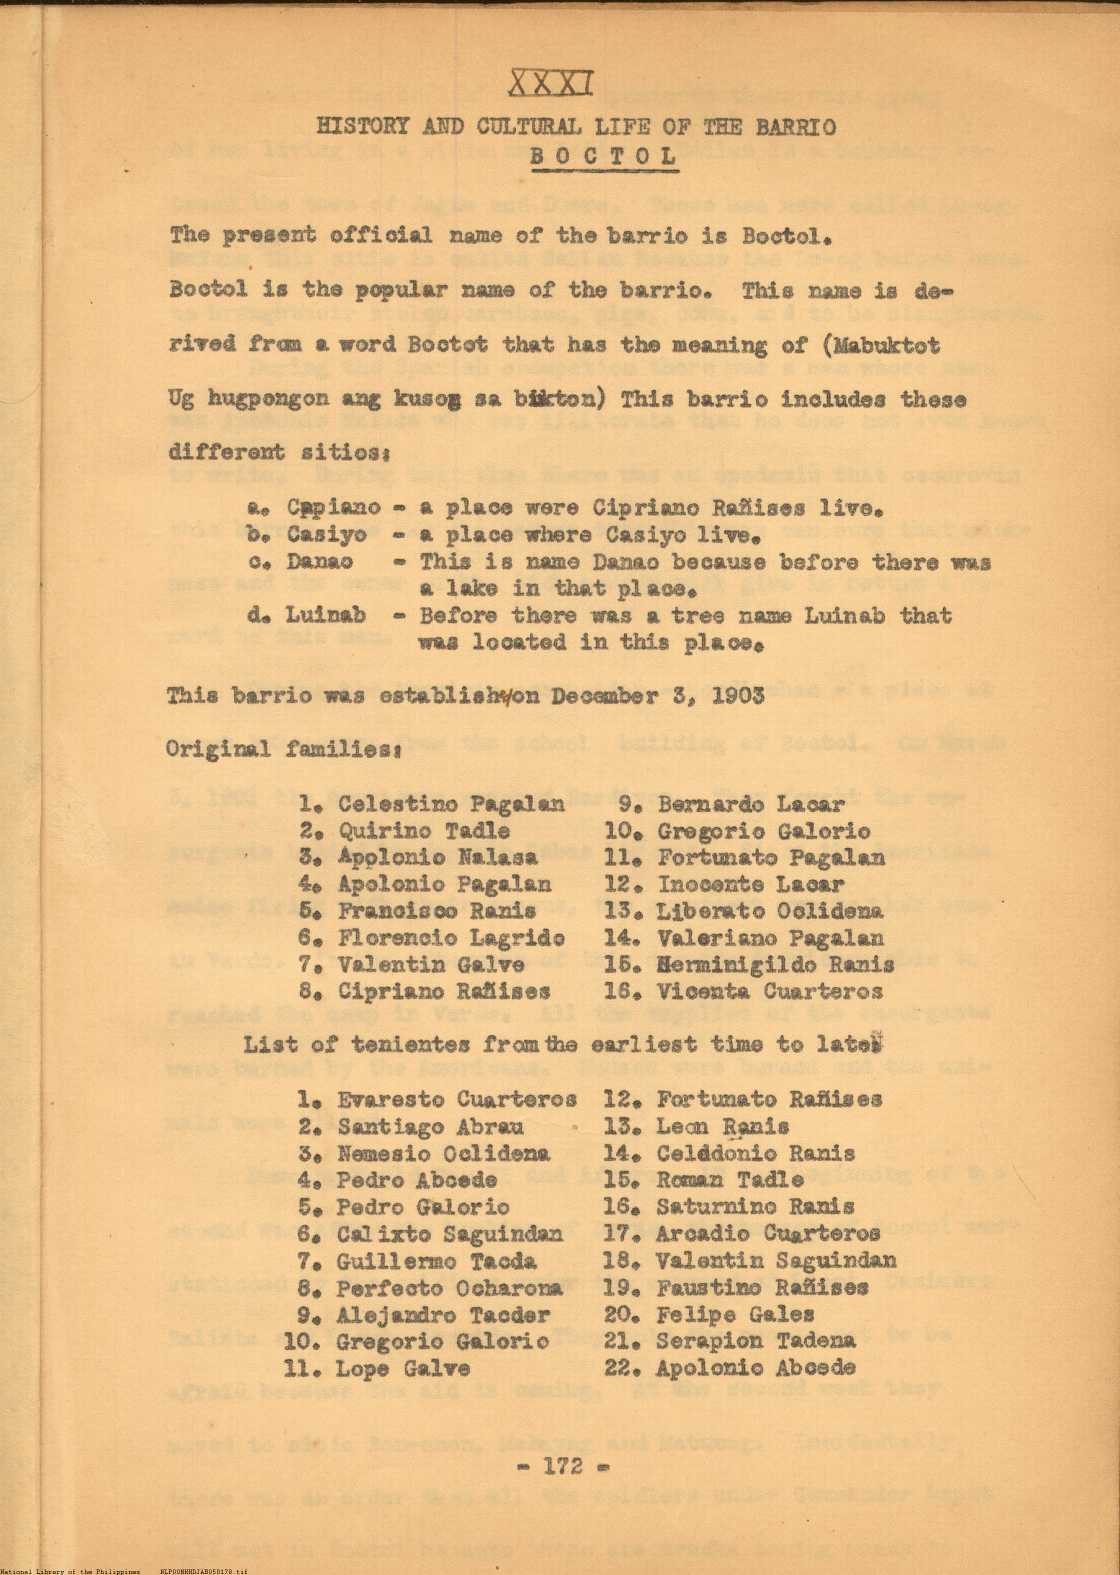 XXXI
HISTORY AND CULTURAL LIFE OF THE BARRIO
B O C T O L
The present official name of the barrio is Boctol.
Boctol is the popular name of the barrio. This name is de-
rived from a word Boctot that has the meaning of (Mabuktot
Ug hugpongon ang kusog sa bikton) This barrio includes these
different sitios:
a. Capiano - a place were Cipriano Rañises live.
b. Casiyo - a place where Casiyo live.
c. Danao - This is name Danao because before there was
a lake in that place.
d. Luinab - Before there was a tree name Luinab that
was located in this place.
This barrio was establish on December 3, 1903
Original families:
1. Celestino Pagalan 9. Bernardo Lacar
2. Quirino Tadle 10. Gregorio Galorio
3. Appolonio Nalasa 11. Fortunato Pagalan
4. Apolonio Pagalan 12. Inocente Lacar
5. Francisco Ranis 13. Liberato Oclidena
6. Florencio Lagrido 14. Valeriano Pagalan
7. Valentin Galve 15. Herminigildo Ranis
8. Cipriano Rañises 16. Vicenta Cuarteros
List of tenientes from the earliest time to date:
1. Evaresto Cuarteros 12. Fortunato Rañises
2. Santiago Abrau 13. Leon Ranis
3. Nemesio Oclidena 14. Celddonio Ranis
4. Pedro Abcede 15. Roman Tadle
5. Pedro Galorio 16. Saturnino Ranis
6. Calixto Saguindan 17. Arcadio Cuarteros
7. Guillermo Tacda 18. Valentin Saguindan
8. Perfecto Ocharona 19. Faustino Rañises
9. Alejandro Tacder 20. Felipe Gales
10. Gregorio Galorio 21. Serapion Tadena
11. Lope Galve 22. Apolonio Abcede
- 172 -
National Library of the Philippines NLPOONHHDJAB050178.tif